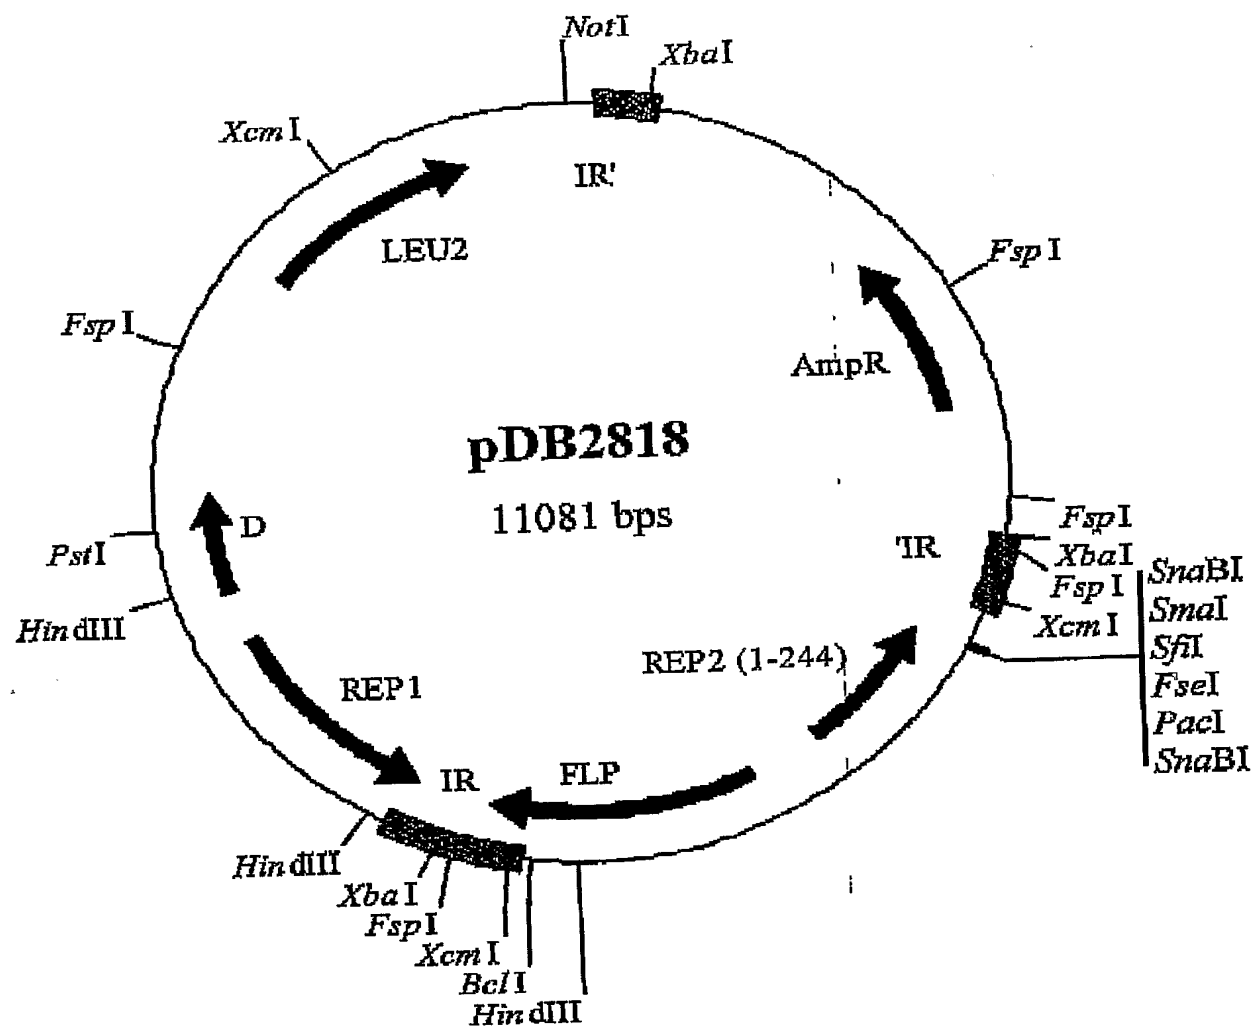 NotI
XbaI
XcmI
IR'
LEU2
FspI
FspI
AmpR
pDB2818
11081 bps
FspI
XbaI
FspI
XcmI
'IR
SnaBI
SmaI
SfiI
FseI
PacI
SnaBI
D
PstI
HindIII
REP2 (1-244)
REP1
IR
FLP
HindIII
XbaI
FspI
XcmI
BclI
HindIII